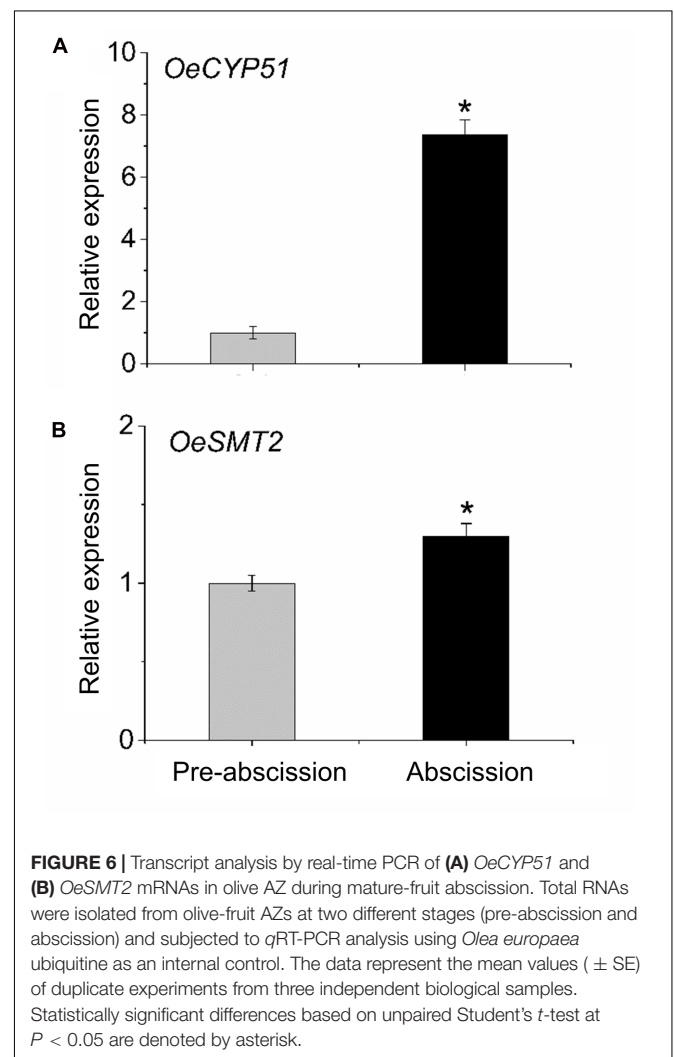 A
OeCYP51
Relative expression
10
8
6
4
2
0
*
B
OeSMT2
Relative expression
2
1
0
*
Pre-abscission Abscission
FIGURE 6 | Transcript analysis by real-time PCR of (A) OeCYP51 and
(B) OeSMT2 mRNAs in olive AZ during mature-fruit abscission. Total RNAs
were isolated from olive-fruit AZs at two different stages (pre-abscission and
abscission) and subjected to qRT-PCR analysis using Olea europaea
ubiquitine as an internal control. The data represent the mean values ( ± SE)
of duplicate experiments from three independent biological samples.
Statistically significant differences based on unpaired Student's t-test at
P < 0.05 are denoted by asterisk.